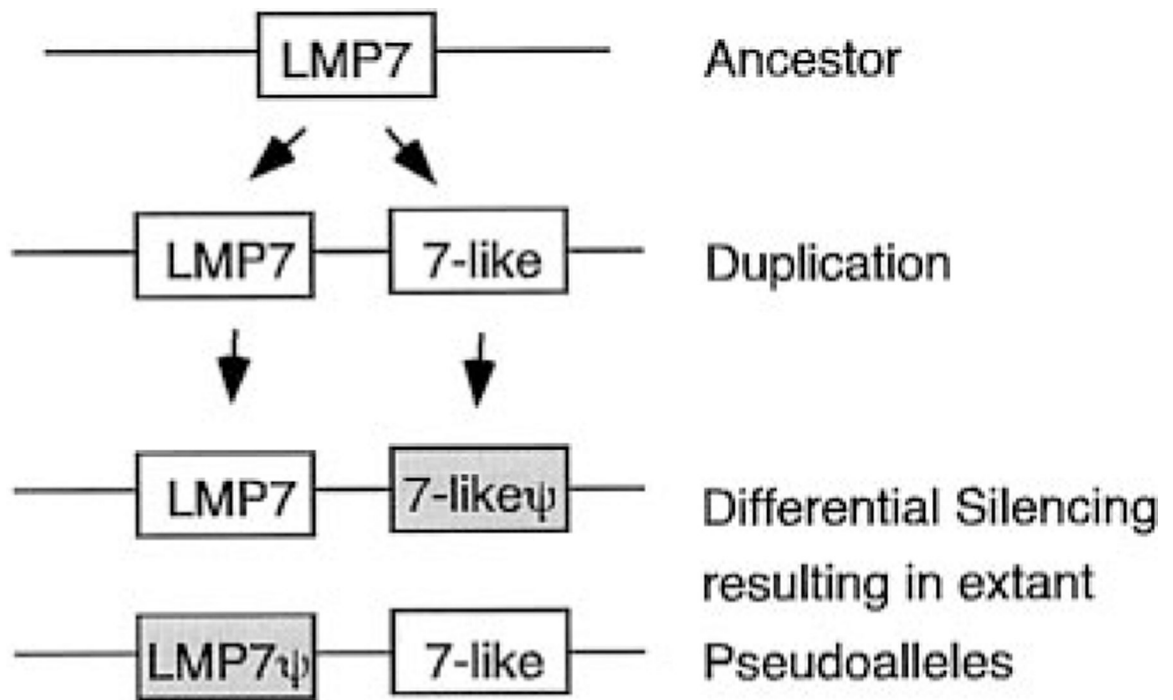 LMP7 Ancestor
LMP7 7-like Duplication
LMP7 7-likeψ Differential Silencing
resulting in extant
LMP7ψ 7-like Pseudoalleles